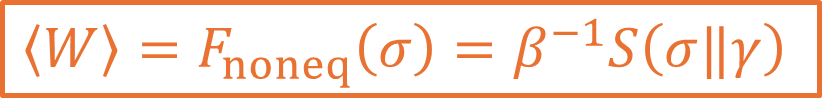 ⟨W⟩ = F_noneq(σ) = β⁻¹S(σ‖γ)